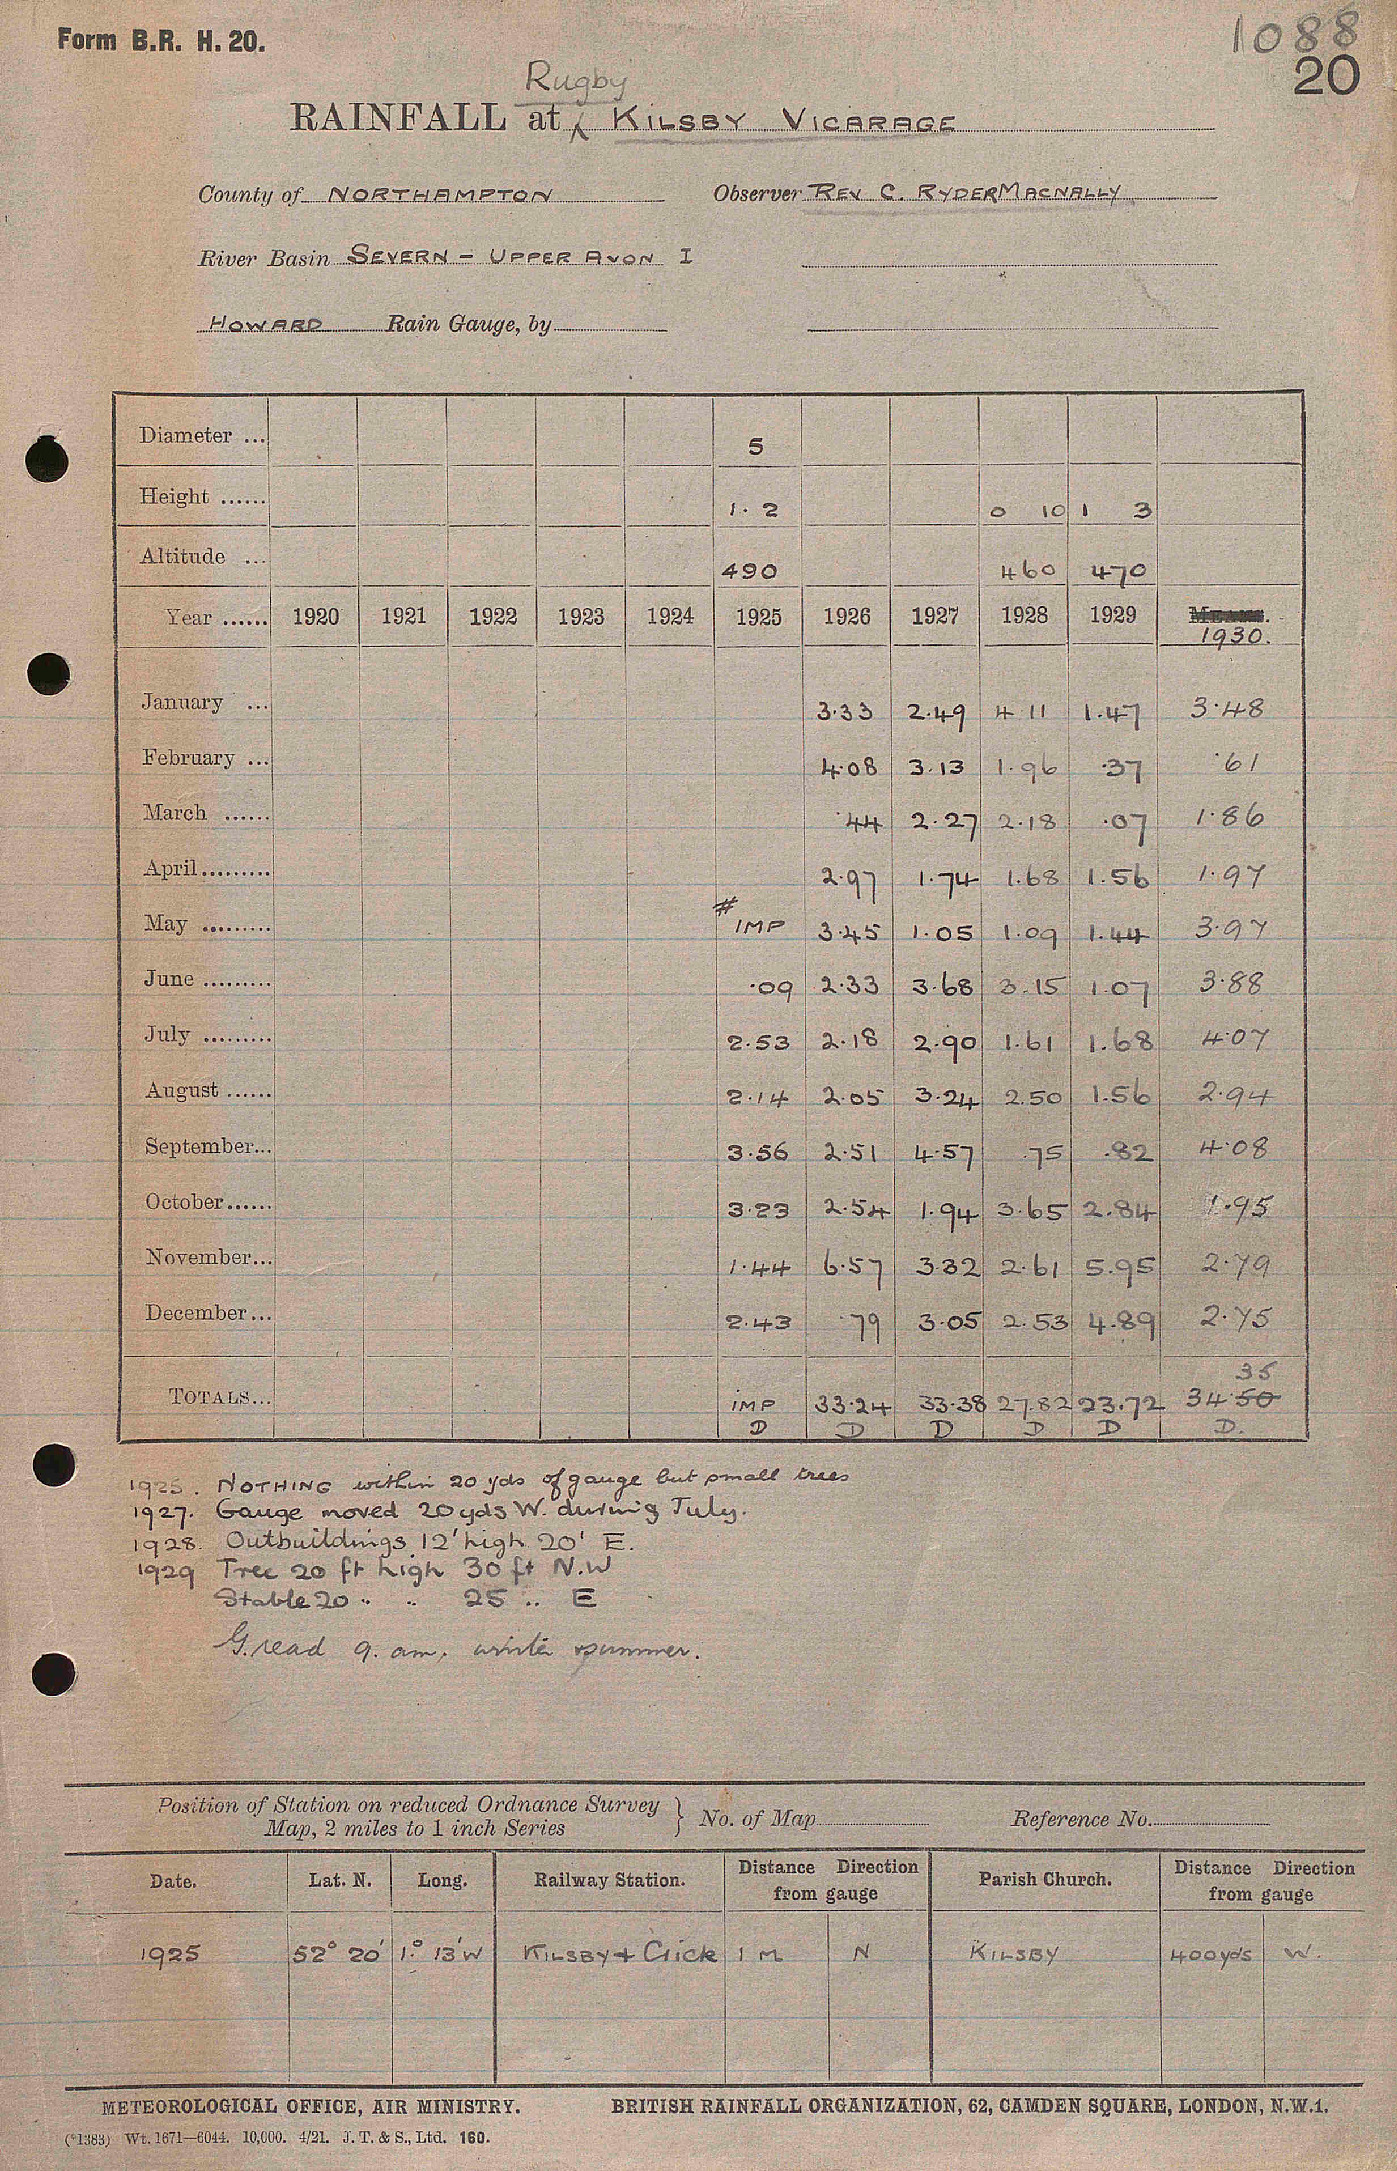 Form B.R. H. 20.
1088
20
Rugby
RAINFALL at KILSBY VICARAGE
County of NORTHAMPTON Observer REV C. RYDER MACNALLY
River Basin SEVERN - UPPER AVON I
HOWARD Rain Gauge, by
Diameter ... 5
Height ...... 1. 2 0 10 1 3
Altitude ... 490 460 470
Year ...... 1920 1921 1922 1923 1924 1925 1926 1927 1928 1929 MEANS.
1930.
January ... 3.33 2.49 4 11 1.47 3.48
February ... 4.08 3.13 1.96 .37 .61
March ...... .44 2.27 2.18 .07 1.86
April......... 2.97 1.74 1.68 1.56 1.97
May ......... # IMP 3.45 1.05 1.09 1.44 3.97
June ......... .09 2.33 3.68 3.15 1.07 3.88
July ......... 2.53 2.18 2.90 1.61 1.68 4.07
August ...... 2.14 2.05 3.24 2.50 1.56 2.94
September... 3.56 2.51 4.57 .75 .82 4.08
October...... 3.23 2.54 1.94 3.65 2.84 1.95
November... 1.44 6.57 3.32 2.61 5.95 2.79
December... 2.43 .79 3.05 2.53 4.89 2.75
35
TOTALS... IMP 33.24 33.38 27.82 23.72 34.50
D D D D D D.
1925. NOTHING within 20 yds of gauge but small trees
1927. Gauge moved 20yds W. during July.
1928. Outbuildings 12' high 20' E.
1929 Tree 20 ft high 30 ft N.W
Stable 20 " " 25 " E
G. read 9. am. winter & summer.
Position of Station on reduced Ordnance Survey
Map, 2 miles to 1 inch Series } No. of Map Reference No.
Date. Lat. N. Long. Railway Station. Distance Direction from gauge Parish Church. Distance Direction from gauge
1925 52° 20' 1.° 13' W KILSBY + Crick 1 M N KILSBY 400yds W.
METEOROLOGICAL OFFICE, AIR MINISTRY. BRITISH RAINFALL ORGANIZATION, 62, CAMDEN SQUARE, LONDON, N.W.1.
(*1383) Wt. 1671—6044. 10,000. 4/21. J. T. & S., Ltd. 160.